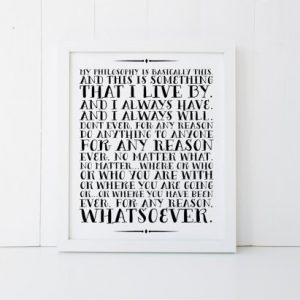 MY PHILOSOPHY IS BASICALLY THIS.
AND THIS IS SOMETHING
THAT I LIVE BY.
AND I ALWAYS HAVE.
AND I ALWAYS WILL.
DONT EVER, FOR ANY REASON
DO ANYTHING TO ANYONE
FOR ANY REASON
EVER. NO MATTER WHAT.
NO MATTER...WHERE OR WHO
OR WHO YOU ARE WITH
OR WHERE YOU ARE GOING
OR...OR WHERE YOU HAVE BEEN
EVER. FOR ANY REASON.
WHATSOEVER.